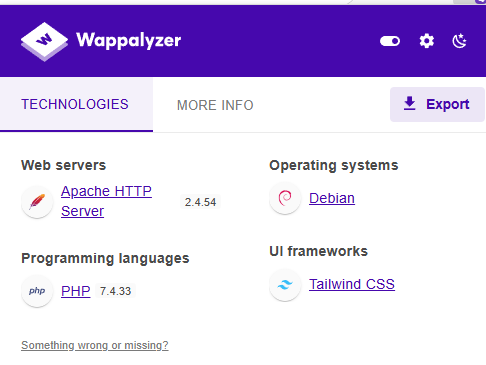 Wappalyzer
TECHNOLOGIES
MORE INFO
Export
Web servers
Apache HTTP
Server
2.4.54
Programming languages
php
PHP
7.4.33
Operating systems
Debian
UI frameworks
Tailwind CSS
Something wrong or missing?